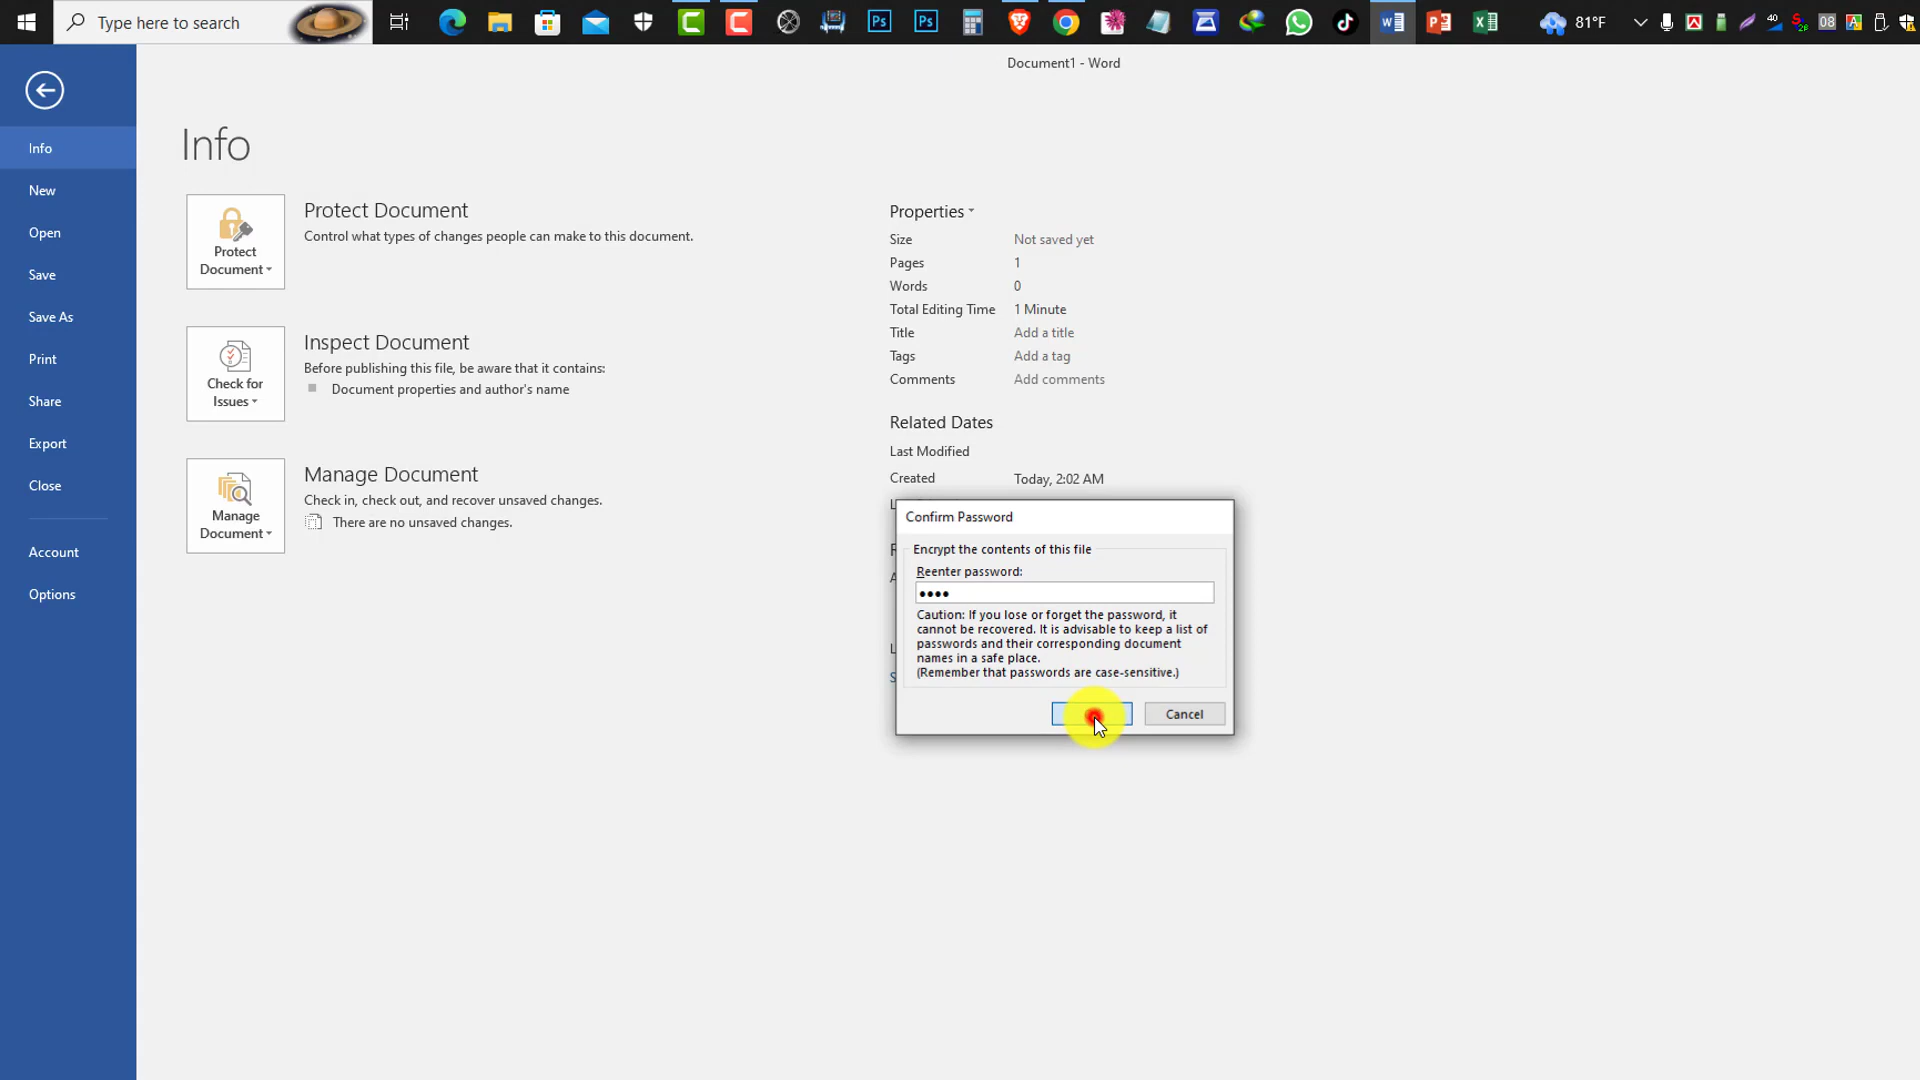 Type here to search
81°F
40
08
Document1 - Word
Info
New
Open
Save
Save As
Print
Share
Export
Close
Account
Options
Info
Protect Document
Protect Document
Control what types of changes people can make to this document.
Check for Issues
Inspect Document
Before publishing this file, be aware that it contains:
Document properties and author's name
Manage Document
Manage Document
Check in, check out, and recover unsaved changes.
There are no unsaved changes.
Properties
Size Not saved yet
Pages 1
Words 0
Total Editing Time 1 Minute
Title Add a title
Tags Add a tag
Comments Add comments
Related Dates
Last Modified
Created Today, 2:02 AM
Confirm Password
Encrypt the contents of this file
Reenter password:
••••
Caution: If you lose or forget the password, it
cannot be recovered. It is advisable to keep a list of
passwords and their corresponding document
names in a safe place.
(Remember that passwords are case-sensitive.)
Cancel